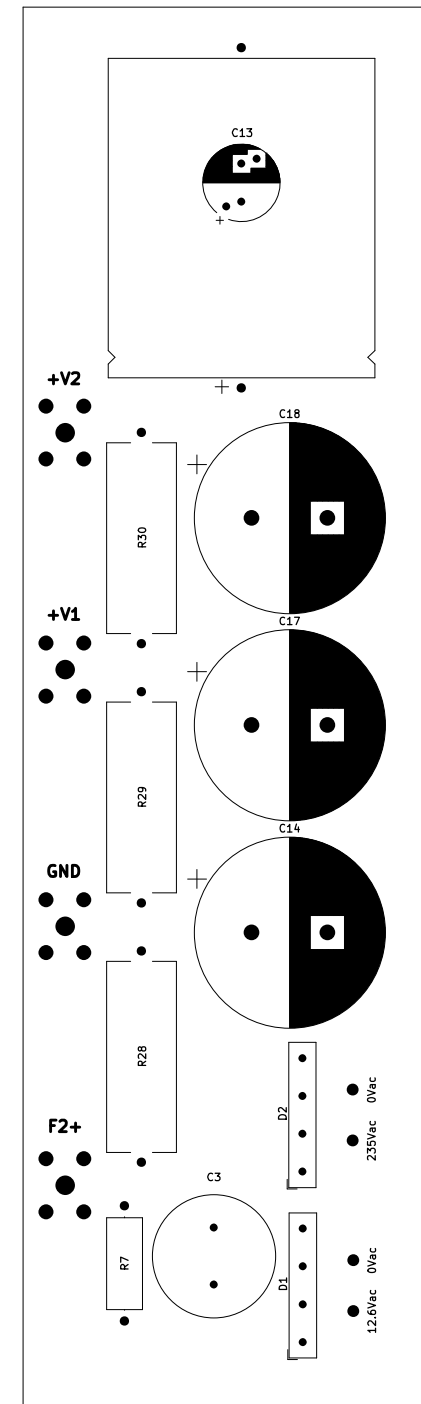 C13
+
+V2
+
C18
+
R30
+V1
C17
+
R29
C14
GND
+
R28
D2
0Vac
235Vac
F2+
C3
R7
D1
0Vac
12.6Vac